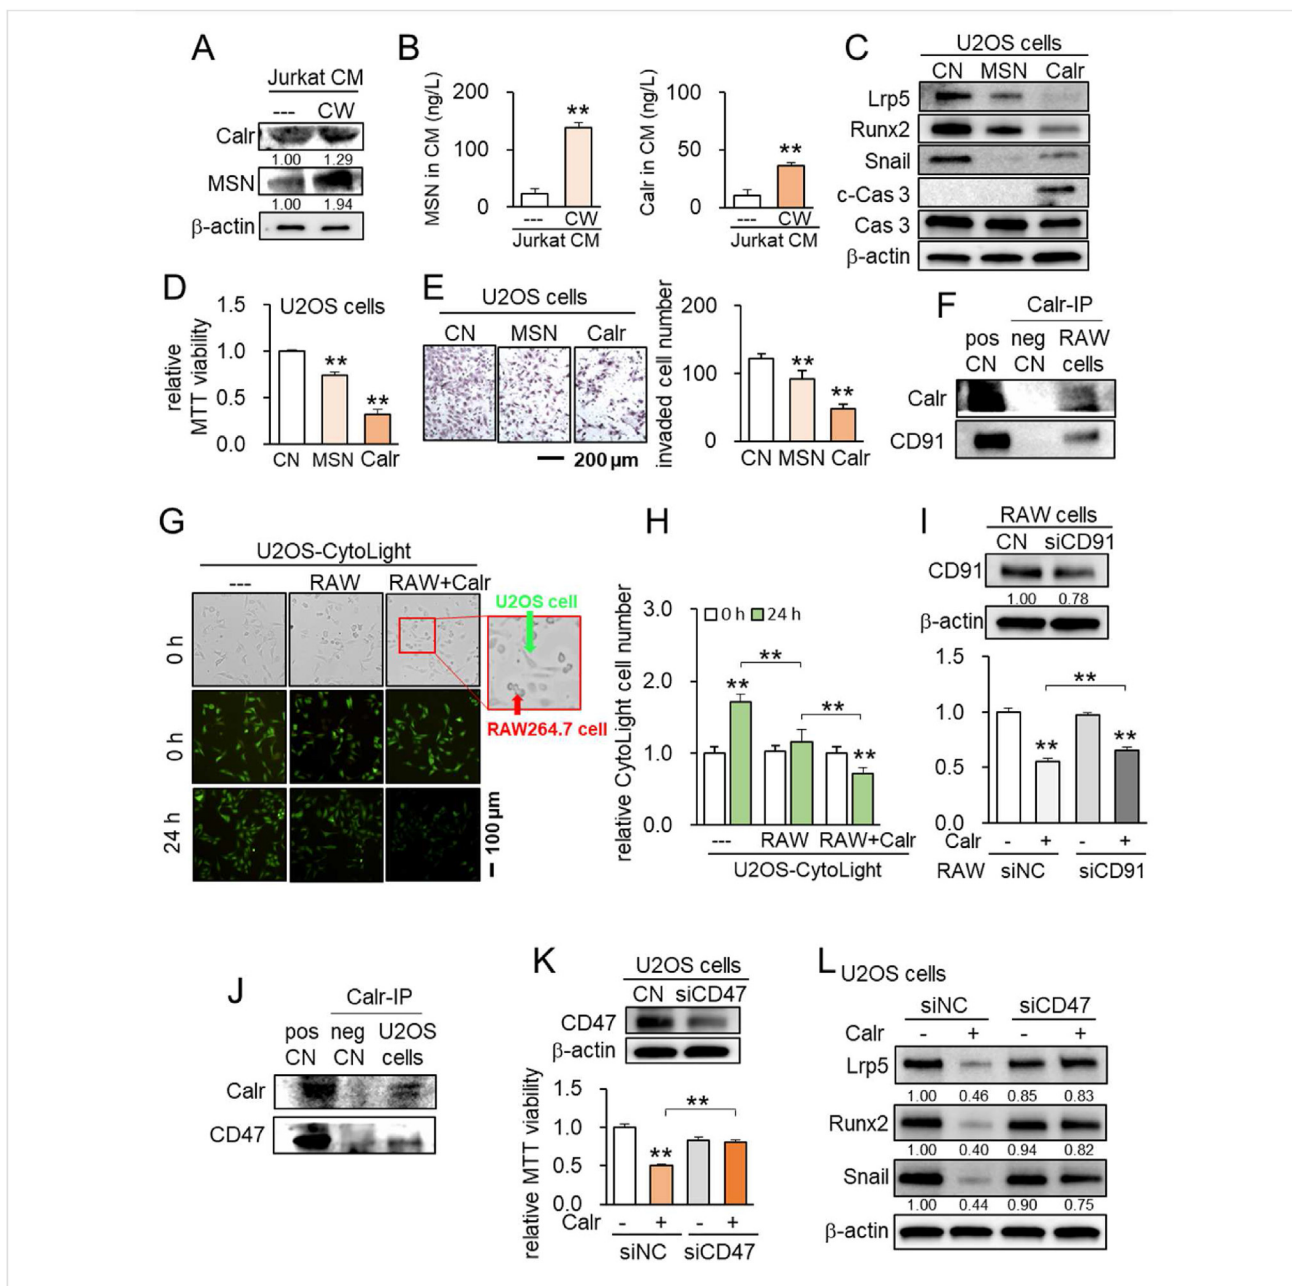 A
Jurkat CM
--- CW
Calr
1.00 1.29
MSN
1.00 1.94
β-actin
B
MSN in CM (ng/L)
200
100
0
**
--- CW
Jurkat CM
Calr in CM (ng/L)
100
50
0
**
--- CW
Jurkat CM
C
U2OS cells
CN MSN Calr
Lrp5
Runx2
Snail
c-Cas 3
Cas 3
β-actin
D
U2OS cells
relative
MTT viability
1.5
1.0
0.5
0.0
**
**
CN MSN Calr
E
U2OS cells
CN MSN Calr
200 µm
invaded cell number
200
100
0
**
**
CN MSN Calr
F
Calr-IP
pos neg RAW
CN CN cells
Calr
CD91
G
U2OS-CytoLight
--- RAW RAW+Calr
U2OS cell
RAW264.7 cell
0 h
0 h
24 h
100 µm
H
relative CytoLight cell number
3.0
2.0
1.0
0.0
0 h 24 h
**
**
**
**
--- RAW RAW+Calr
U2OS-CytoLight
I
RAW cells
CN siCD91
CD91
1.00 0.78
β-actin
1.5
1.0
0.5
0.0
**
**
**
Calr - + - +
RAW siNC siCD91
J
Calr-IP
pos neg U2OS
CN CN cells
Calr
CD47
K
U2OS cells
CN siCD47
CD47
β-actin
relative MTT viability
1.5
1.0
0.5
0.0
**
**
Calr - + - +
siNC siCD47
L
U2OS cells
siNC siCD47
Calr - + - +
Lrp5
1.00 0.46 0.85 0.83
Runx2
1.00 0.40 0.94 0.82
Snail
1.00 0.44 0.90 0.75
β-actin